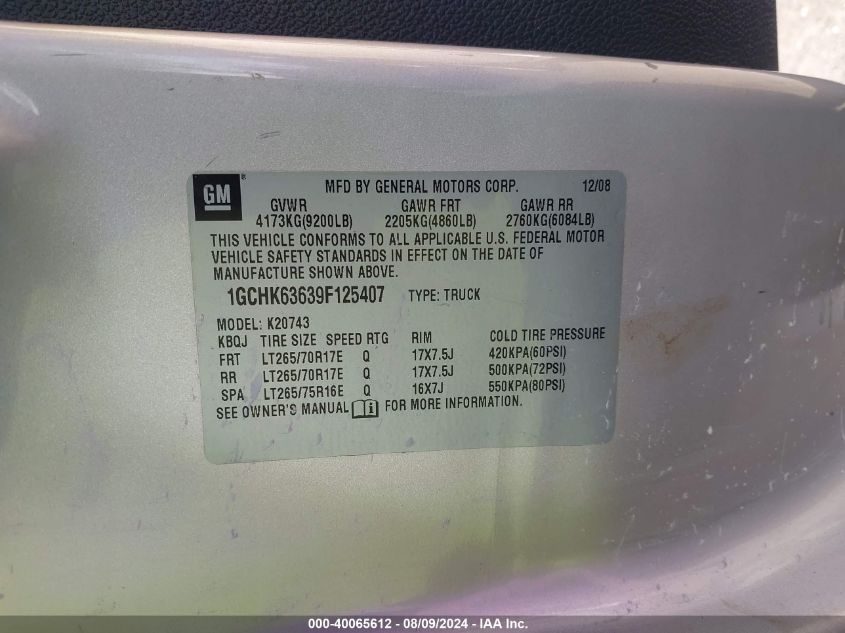 GM ® MFD BY GENERAL MOTORS CORP. 12/08
GVWR GAWR FRT GAWR RR
4173KG(9200LB) 2205KG(4860LB) 2760KG(6084LB)
THIS VEHICLE CONFORMS TO ALL APPLICABLE U.S. FEDERAL MOTOR
VEHICLE SAFETY STANDARDS IN EFFECT ON THE DATE OF
MANUFACTURE SHOWN ABOVE.
1GCHK63639F125407 TYPE: TRUCK
MODEL: K20743
KBQJ TIRE SIZE SPEED RTG RIM COLD TIRE PRESSURE
FRT LT265/70R17E Q 17X7.5J 420KPA(60PSI)
RR LT265/70R17E Q 17X7.5J 500KPA(72PSI)
SPA LT265/75R16E Q 16X7J 550KPA(80PSI)
SEE OWNER'S MANUAL i FOR MORE INFORMATION.
000-40065612 - 08/09/2024 - IAA Inc.